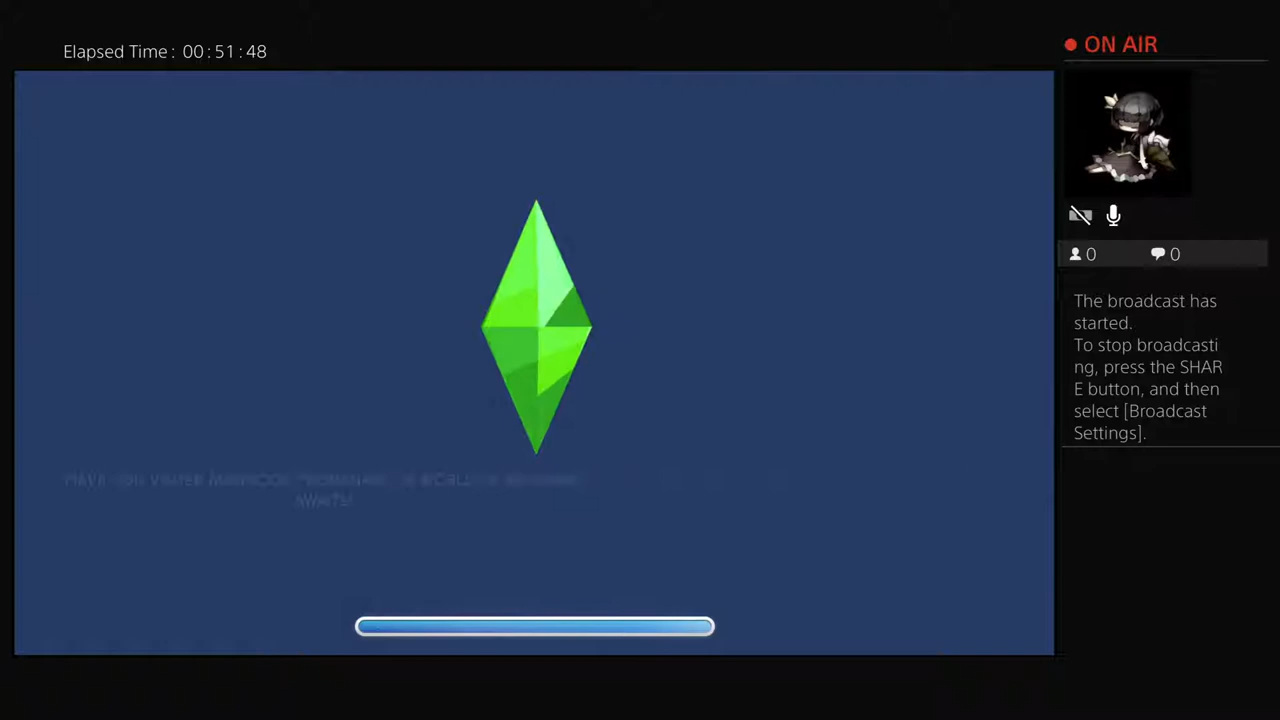 Elapsed Time: 00:51:48
ON AIR
0
0
The broadcast has
started.
To stop broadcasti
ng, press the SHAR
E button, and then
select [Broadcast
Settings].
AWAITS!